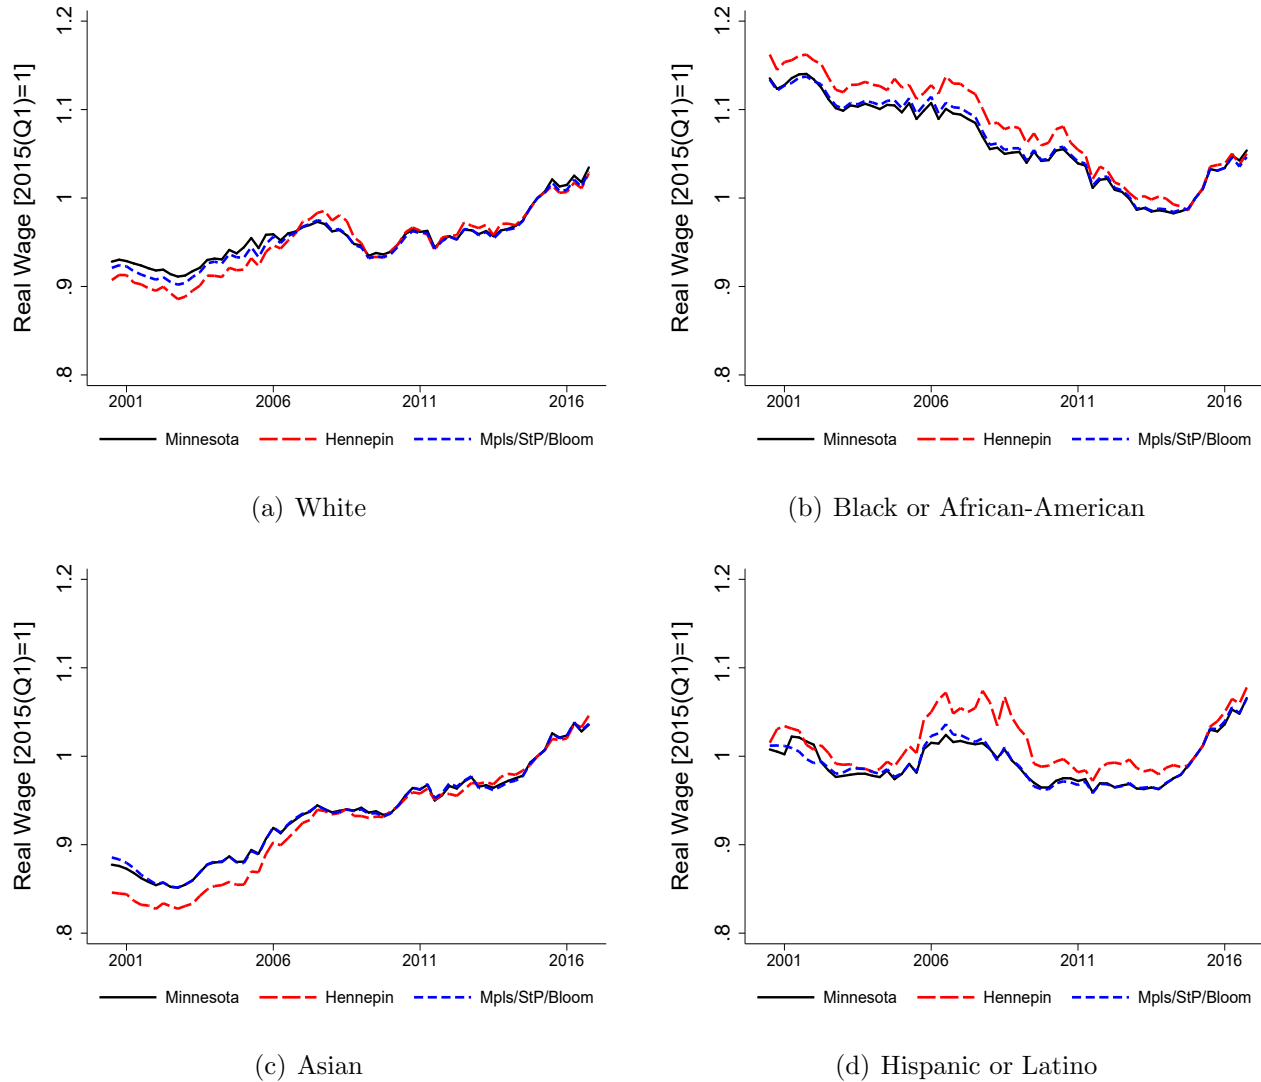 Real Wage [2015(Q1)=1]
1.2
1.1
1
.9
.8
2001 2006 2011 2016
Minnesota Hennepin Mpls/StP/Bloom
(a) White
Real Wage [2015(Q1)=1]
1.2
1.1
1
.9
.8
2001 2006 2011 2016
Minnesota Hennepin Mpls/StP/Bloom
(b) Black or African-American
Real Wage [2015(Q1)=1]
1.2
1.1
1
.9
.8
2001 2006 2011 2016
Minnesota Hennepin Mpls/StP/Bloom
(c) Asian
Real Wage [2015(Q1)=1]
1.2
1.1
1
.9
.8
2001 2006 2011 2016
Minnesota Hennepin Mpls/StP/Bloom
(d) Hispanic or Latino